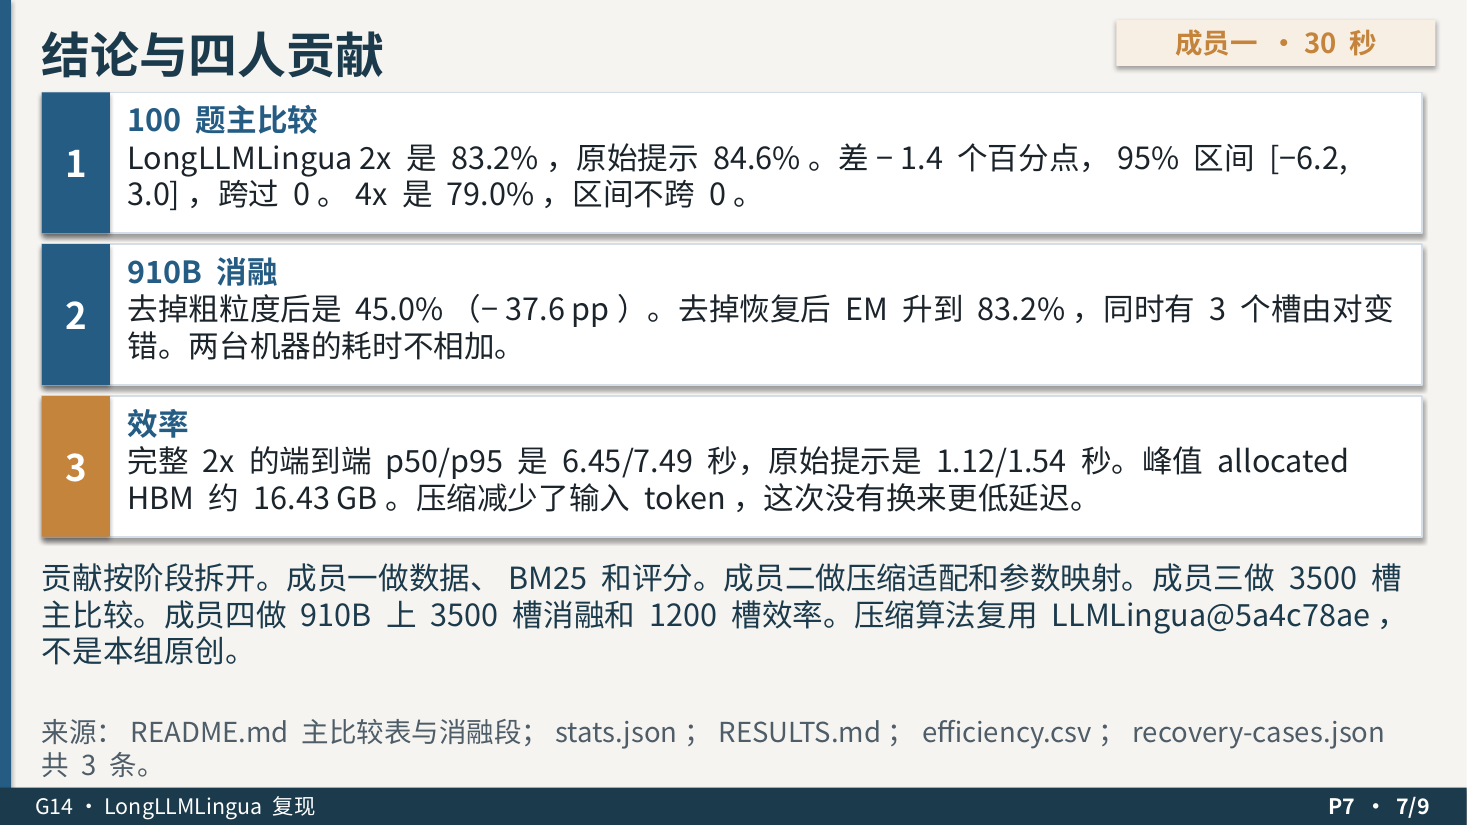 结论与四人贡献
成员一 · 30 秒
1
100 题主比较
LongLLMLingua 2x 是 83.2%，原始提示 84.6%。差−1.4 个百分点，95% 区间 [−6.2,
3.0]，跨过 0。4x 是 79.0%，区间不跨 0。
2
910B 消融
去掉粗粒度后是 45.0%（−37.6 pp）。去掉恢复后 EM 升到 83.2%，同时有 3 个槽由对变
错。两台机器的耗时不相加。
3
效率
完整 2x 的端到端 p50/p95 是 6.45/7.49 秒，原始提示是 1.12/1.54 秒。峰值 allocated
HBM 约 16.43 GB。压缩减少了输入 token，这次没有换来更低延迟。
贡献按阶段拆开。成员一做数据、BM25 和评分。成员二做压缩适配和参数映射。成员三做 3500 槽
主比较。成员四做 910B 上 3500 槽消融和 1200 槽效率。压缩算法复用 LLMLingua@5a4c78ae，
不是本组原创。
来源：README.md 主比较表与消融段；stats.json；RESULTS.md；efficiency.csv；recovery-cases.json
共 3 条。
G14 · LongLLMLingua 复现
P7 · 7/9